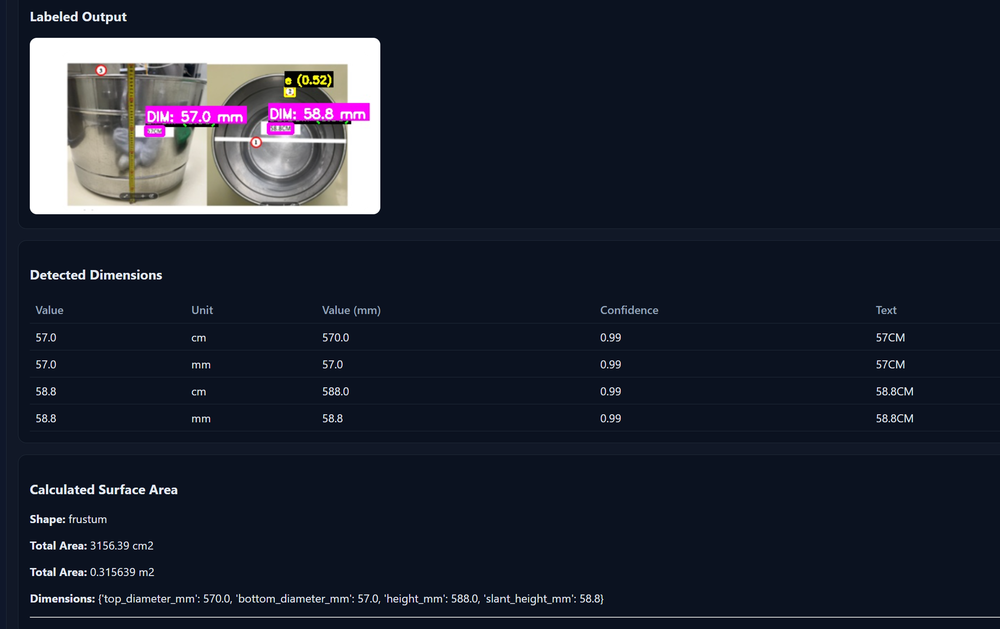 Labeled Output
3
e (0.52)
2
DIM: 57.0 mm
DIM: 58.8 mm
57CM
58.8CM
1
Detected Dimensions
Value Unit Value (mm) Confidence Text
57.0 cm 570.0 0.99 57CM
57.0 mm 57.0 0.99 57CM
58.8 cm 588.0 0.99 58.8CM
58.8 mm 58.8 0.99 58.8CM
Calculated Surface Area
Shape: frustum
Total Area: 3156.39 cm2
Total Area: 0.315639 m2
Dimensions: {'top_diameter_mm': 570.0, 'bottom_diameter_mm': 57.0, 'height_mm': 588.0, 'slant_height_mm': 58.8}